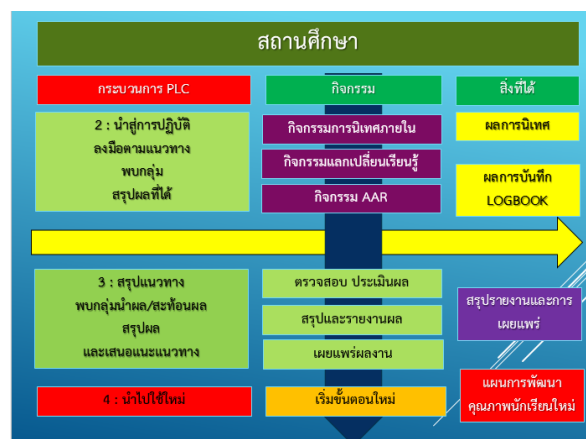 สถานศึกษา
กระบวนการ PLC
กิจกรรม
สิ่งที่ได้
2 : นำสู่การปฏิบัติ
ลงมือตามแนวทาง
พบกลุ่ม
สรุปผลที่ได้
กิจกรรมการนิเทศภายใน
กิจกรรมแลกเปลี่ยนเรียนรู้
กิจกรรม AAR
ผลการนิเทศ
ผลการบันทึก
LOGBOOK
3 : สรุปแนวทาง
พบกลุ่มนำผล/สะท้อนผล
สรุปผล
และเสนอแนะแนวทาง
ตรวจสอบ ประเมินผล
สรุปและรายงานผล
เผยแพร่ผลงาน
สรุปรายงานและการ
เผยแพร่
4 : นำไปใช้ใหม่
เริ่มขั้นตอนใหม่
แผนการพัฒนา
คุณภาพนักเรียนใหม่